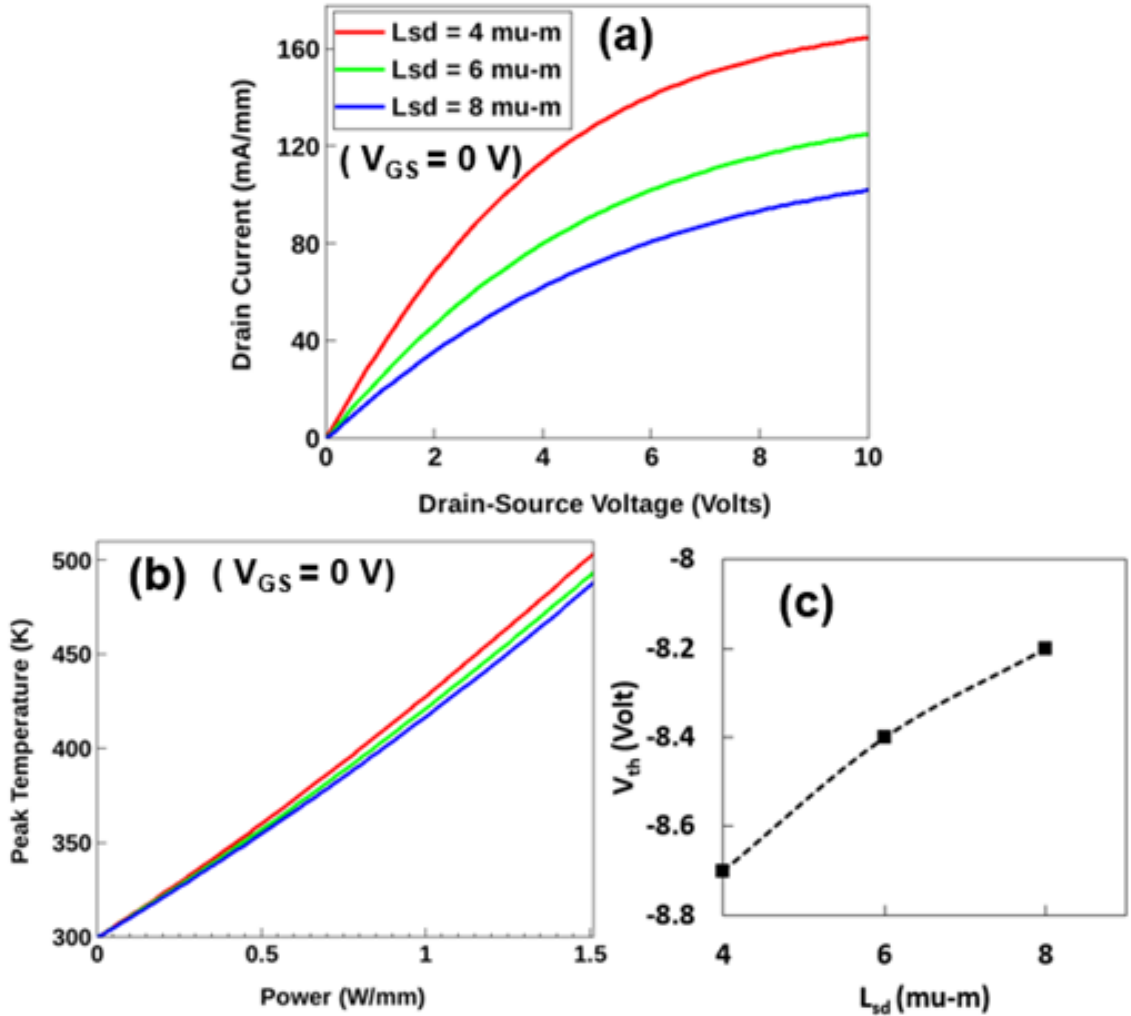 Lsd = 4 mu-m
Lsd = 6 mu-m
Lsd = 8 mu-m
(a)
( VGS = 0 V)
160
120
80
40
0
0 2 4 6 8 10
Drain Current (mA/mm)
Drain-Source Voltage (Volts)
(b) ( VGS = 0 V)
500
450
400
350
300
0 0.5 1 1.5
Peak Temperature (K)
Power (W/mm)
(c)
-8
-8.2
-8.4
-8.6
-8.8
4 6 8
Vth (Volt)
Lsd (mu-m)